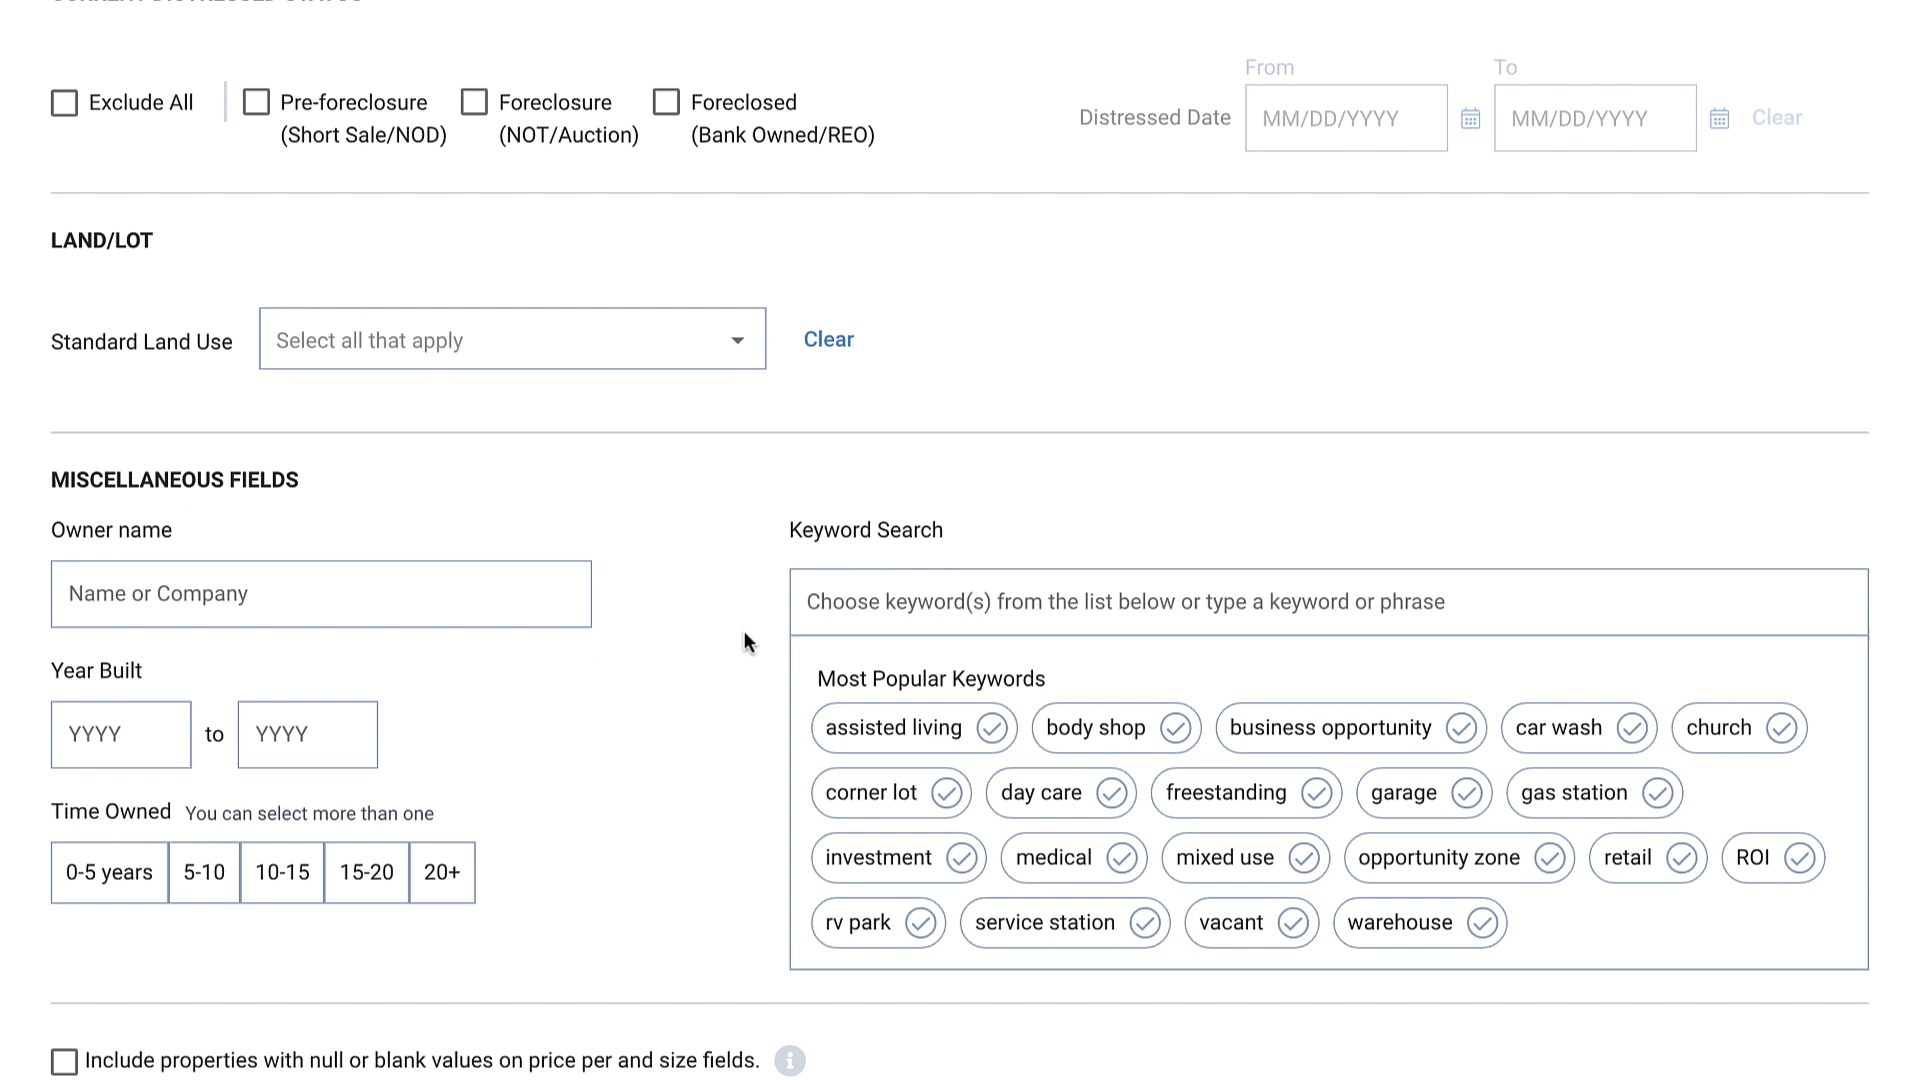 From To
Exclude All Pre-foreclosure Foreclosure Foreclosed
(Short Sale/NOD) (NOT/Auction) (Bank Owned/REO)
Distressed Date MM/DD/YYYY MM/DD/YYYY Clear
LAND/LOT
Standard Land Use Select all that apply Clear
MISCELLANEOUS FIELDS
Owner name
Name or Company
Year Built
YYYY to YYYY
Time Owned You can select more than one
0-5 years 5-10 10-15 15-20 20+
Keyword Search
Choose keyword(s) from the list below or type a keyword or phrase
Most Popular Keywords
assisted living body shop business opportunity car wash church
corner lot day care freestanding garage gas station
investment medical mixed use opportunity zone retail ROI
rv park service station vacant warehouse
Include properties with null or blank values on price per and size fields.